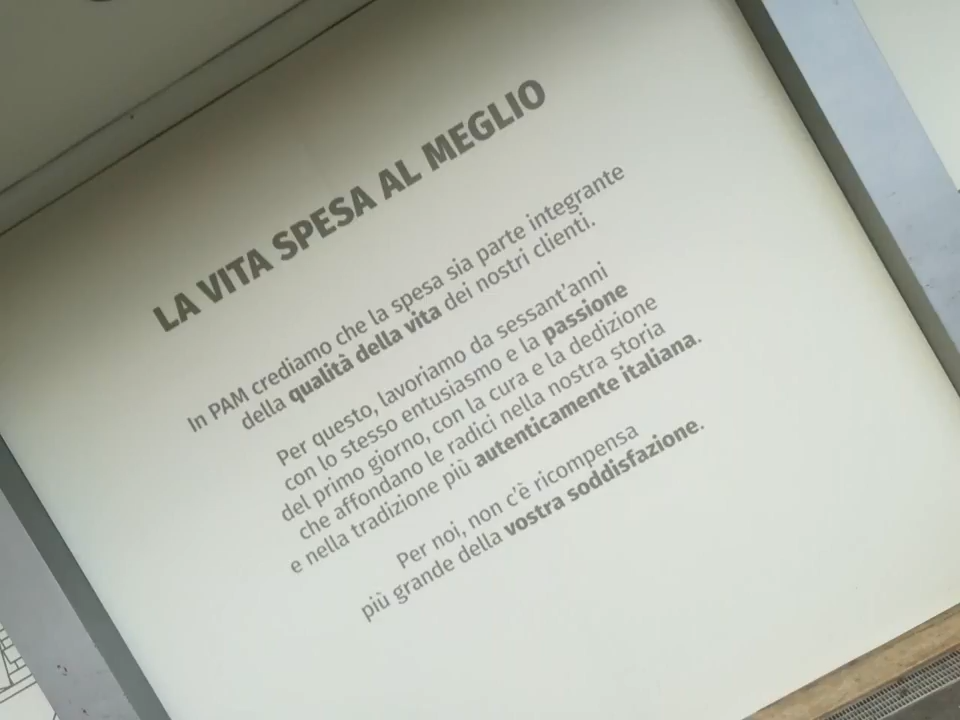 LA VITA SPESA AL MEGLIO
In PAM crediamo che la spesa sia parte integrante
della qualità della vita dei nostri clienti.
Per questo, lavoriamo da sessant'anni
con lo stesso entusiasmo e la passione
del primo giorno, con la cura e la dedizione
che affondano le radici nella nostra storia
e nella tradizione più autenticamente italiana.
Per noi, non c'è ricompensa
più grande della vostra soddisfazione.